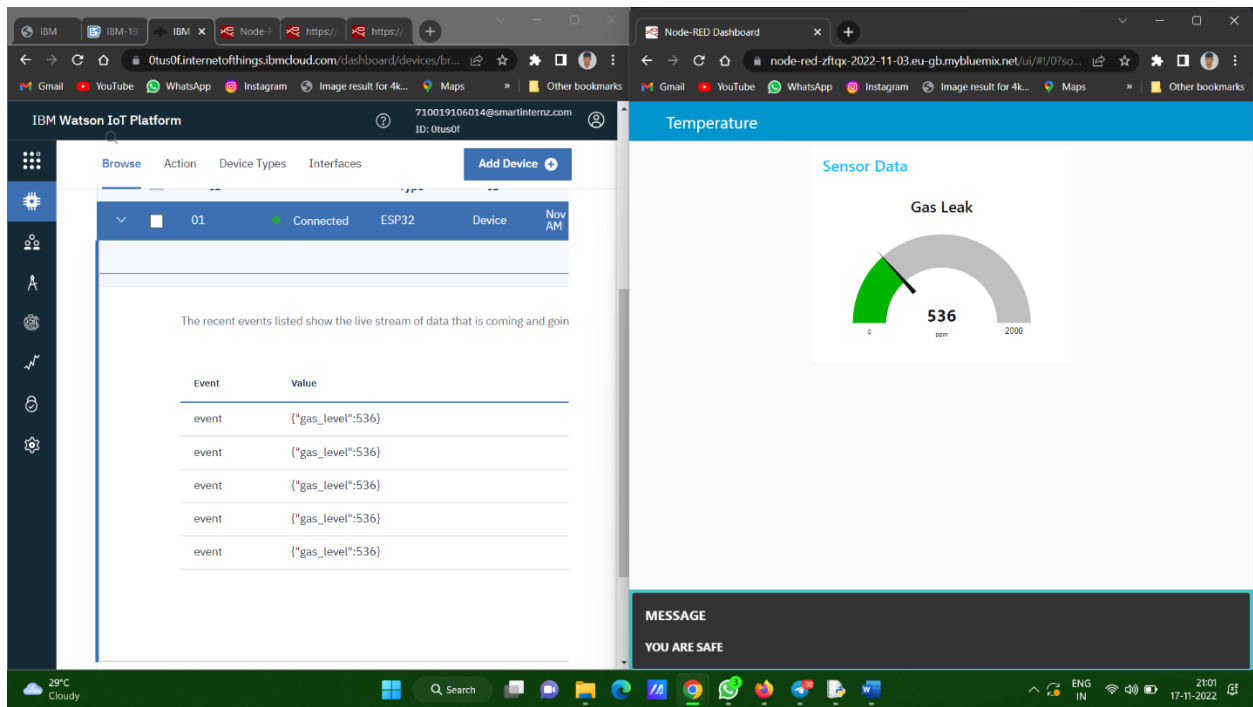 IBM
IBM-19
IBM
Node-R
https://
https://
0tus0f.internetofthings.ibmcloud.com/dashboard/devices/br...
Gmail YouTube WhatsApp Instagram Image result for 4k... Maps » Other bookmarks
IBM Watson IoT Platform
710019106014@smartinternz.com
ID: 0tus0f
Browse Action Device Types Interfaces Add Device
01 Connected ESP32 Device Nov
AM
The recent events listed show the live stream of data that is coming and goin
Event Value
event {"gas_level":536}
event {"gas_level":536}
event {"gas_level":536}
event {"gas_level":536}
event {"gas_level":536}
Node-RED Dashboard
node-red-zftqx-2022-11-03.eu-gb.mybluemix.net/ui/#!/0?so...
Gmail YouTube WhatsApp Instagram Image result for 4k... Maps » Other bookmarks
Temperature
Sensor Data
Gas Leak
536
0 ppm 2000
MESSAGE
YOU ARE SAFE
29°C
Cloudy
Search
ENG
IN
21:01
17-11-2022